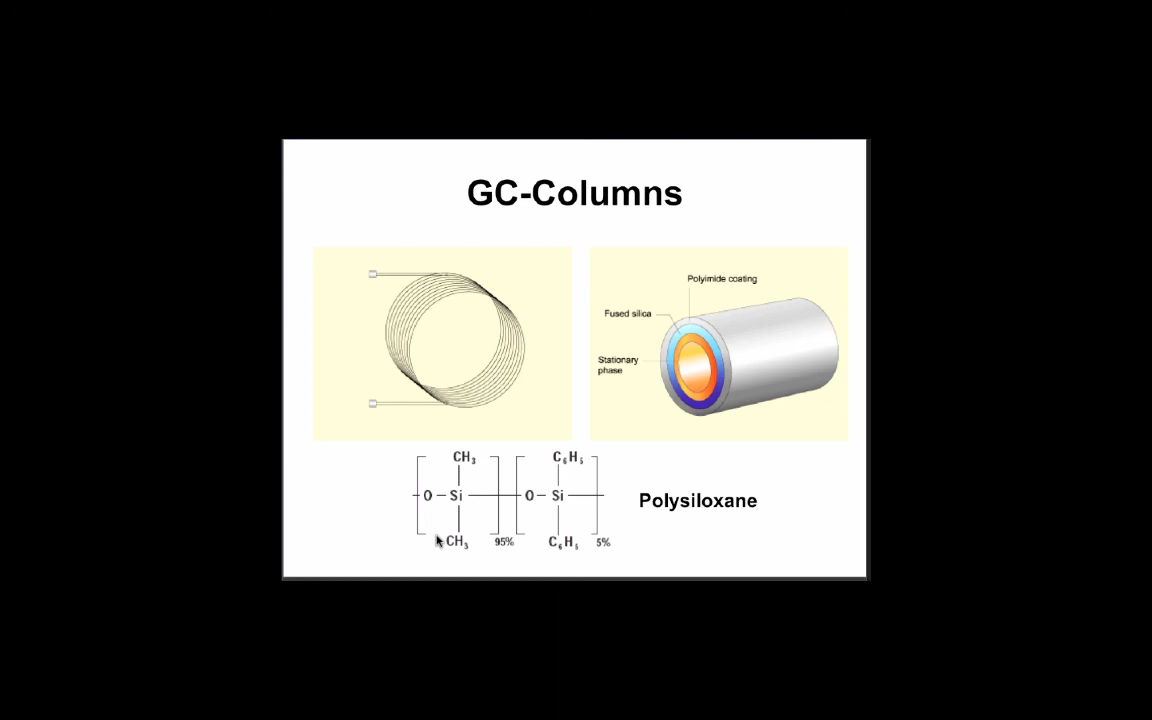 GC-Columns
Polyimide coating
Fused silica
Stationary
phase
CH3 C6H5
O Si O Si
CH3 95% C6H5 5%
Polysiloxane